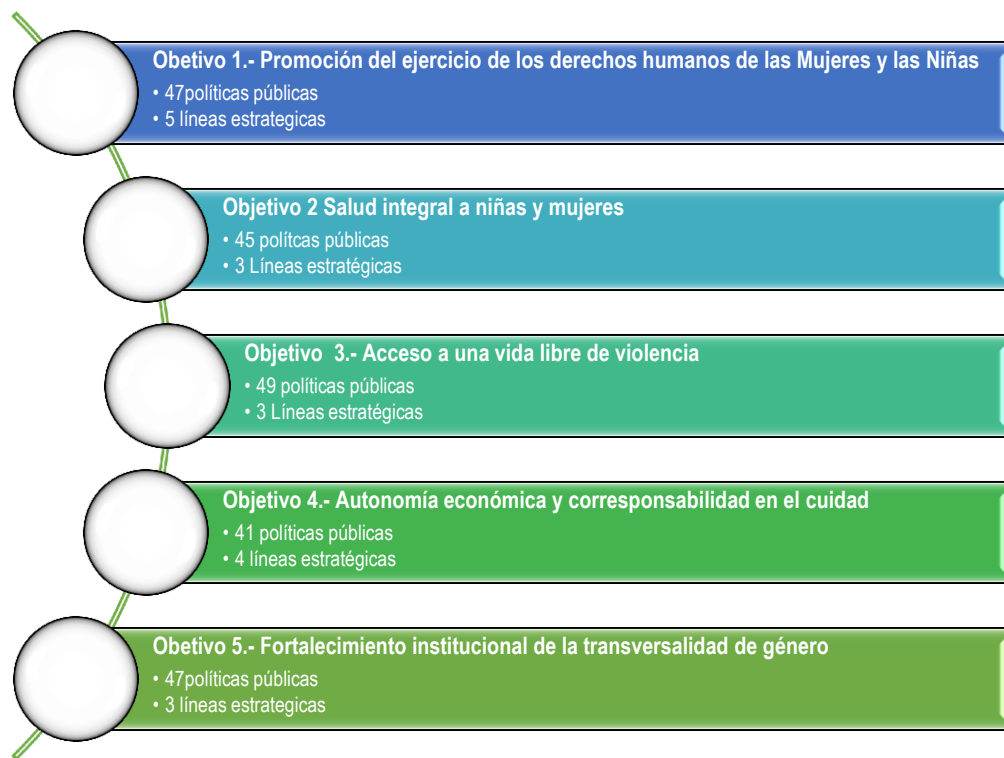 Obetivo 1.- Promoción del ejercicio de los derechos humanos de las Mujeres y las Niñas
• 47políticas públicas
• 5 líneas estrategicas
Objetivo 2 Salud integral a niñas y mujeres
• 45 polítcas públicas
• 3 Líneas estratégicas
Objetivo 3.- Acceso a una vida libre de violencia
• 49 políticas públicas
• 3 Líneas estratégicas
Objetivo 4.- Autonomía económica y corresponsabilidad en el cuidad
• 41 políticas públicas
• 4 líneas estratégicas
Obetivo 5.- Fortalecimiento institucional de la transversalidad de género
• 47políticas públicas
• 3 líneas estrategicas